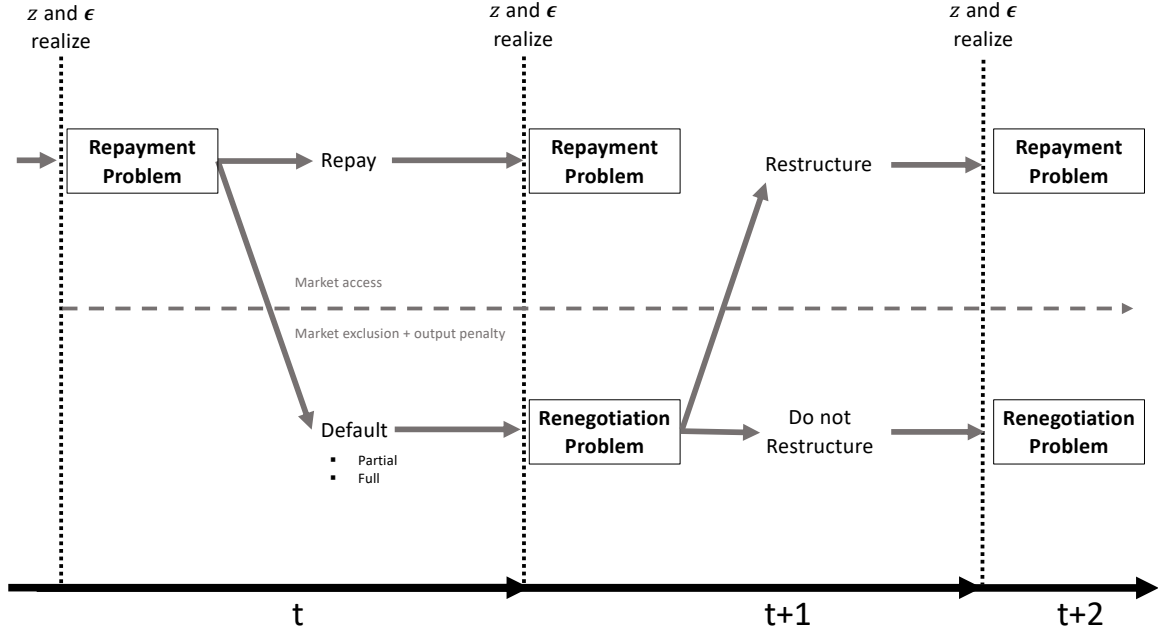 z and ϵ
realize
z and ϵ
realize
z and ϵ
realize
Repayment
Problem
Repay
Repayment
Problem
Restructure
Repayment
Problem
Market access
Market exclusion + output penalty
Default
▪ Partial
▪ Full
Renegotiation
Problem
Do not
Restructure
Renegotiation
Problem
t
t+1
t+2